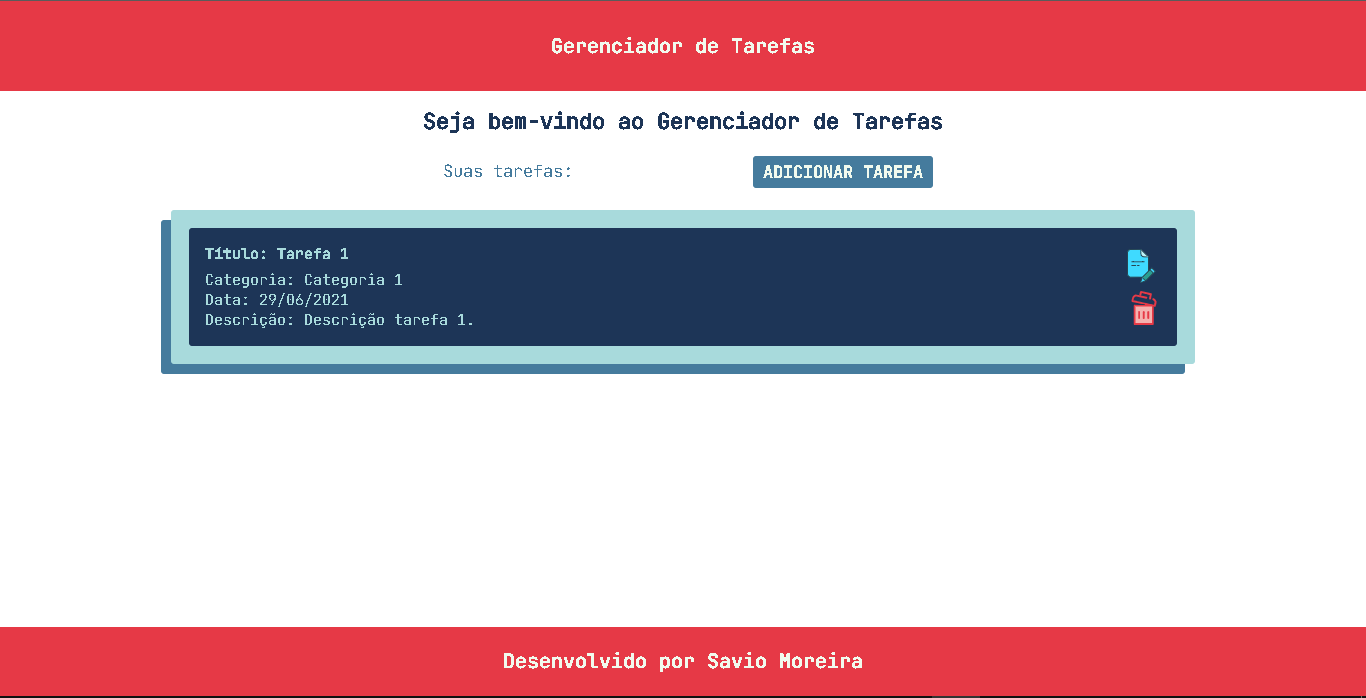 Gerenciador de Tarefas
Seja bem-vindo ao Gerenciador de Tarefas
Suas tarefas:
ADICIONAR TAREFA
Título: Tarefa 1
Categoria: Categoria 1
Data: 29/06/2021
Descrição: Descrição tarefa 1.
Desenvolvido por Savio Moreira